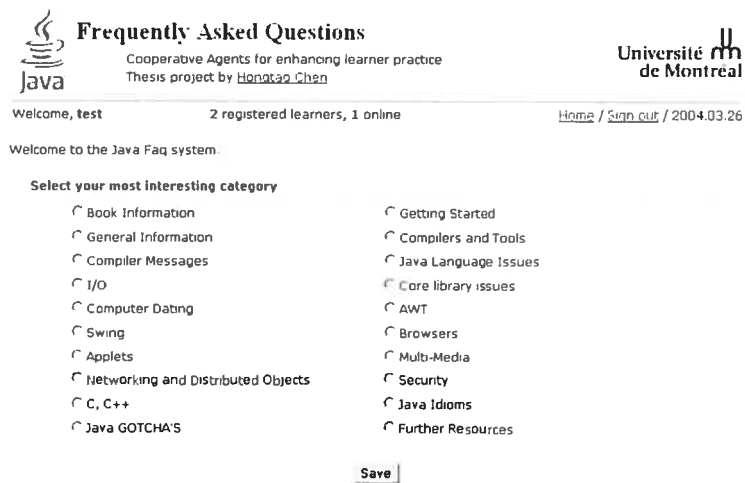 Frequently Asked Questions
Cooperative Agents for enhancing learner practice
Thesis project by Hongtao Chen
Java
Université
de Montréal
Welcome, test 2 registered learners, 1 online Home / Sign out / 2004.03.26
Welcome to the Java Faq system.
Select your most interesting category
Book Information Getting Started
General Information Compilers and Tools
Compiler Messages Java Language Issues
I/O Core library issues
Computer Dating AWT
Swing Browsers
Applets Multi-Media
Networking and Distributed Objects Security
C, C++ Java Idioms
Java GOTCHA'S Further Resources
Save